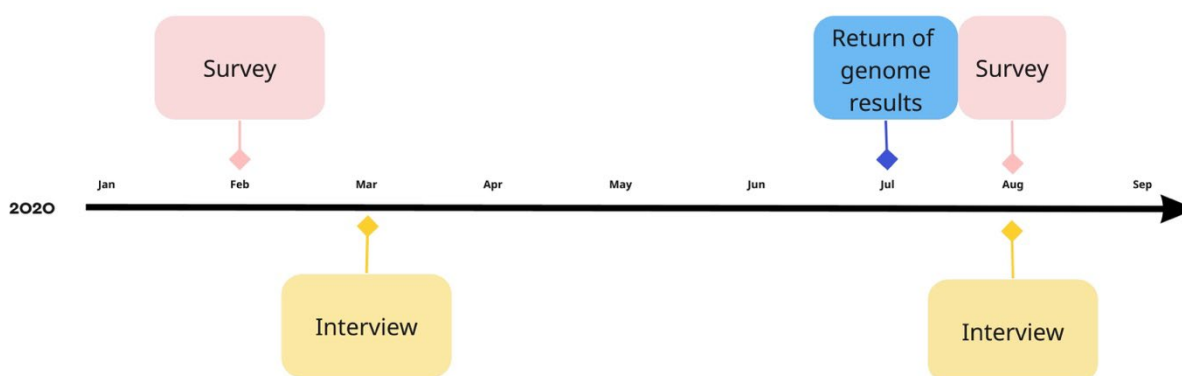 Survey
Return of
genome
results
Survey
Jan
Feb
Mar
Apr
May
Jun
Jul
Aug
Sep
2020
Interview
Interview